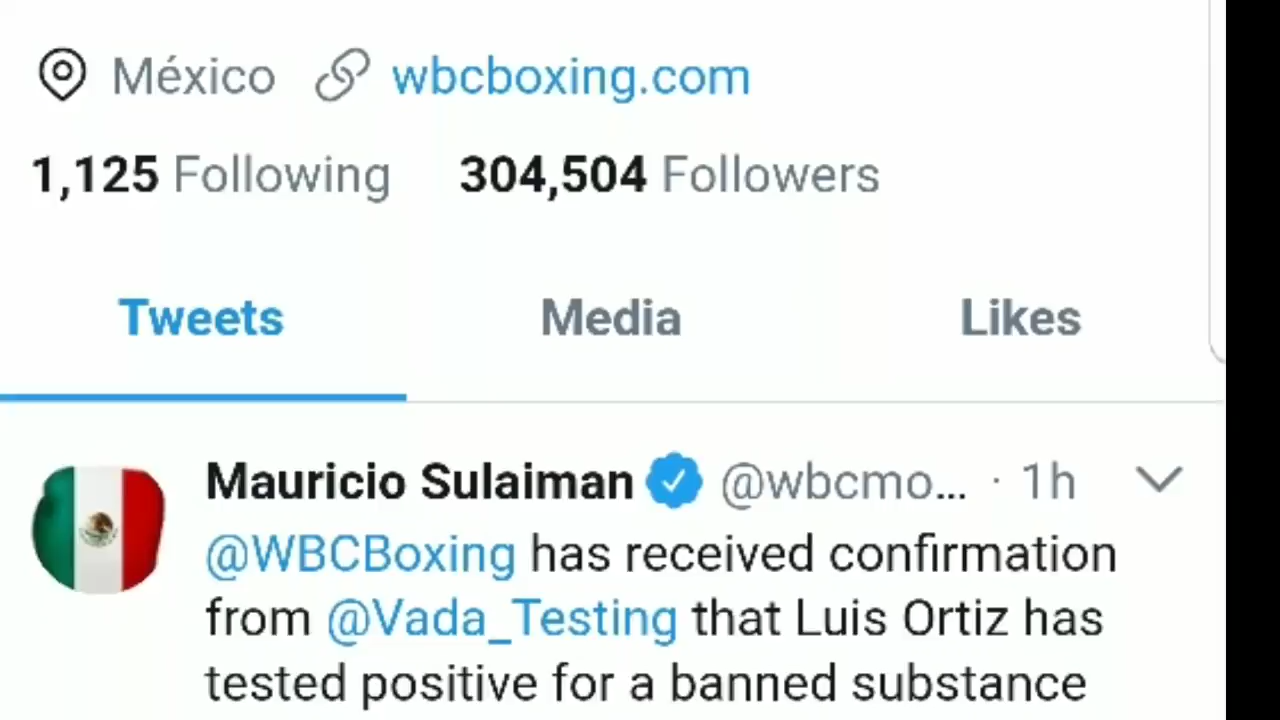 México wbcboxing.com
1,125 Following 304,504 Followers
Tweets Media Likes
Mauricio Sulaiman @wbcmo... · 1h
@WBCBoxing has received confirmation
from @Vada_Testing that Luis Ortiz has
tested positive for a banned substance